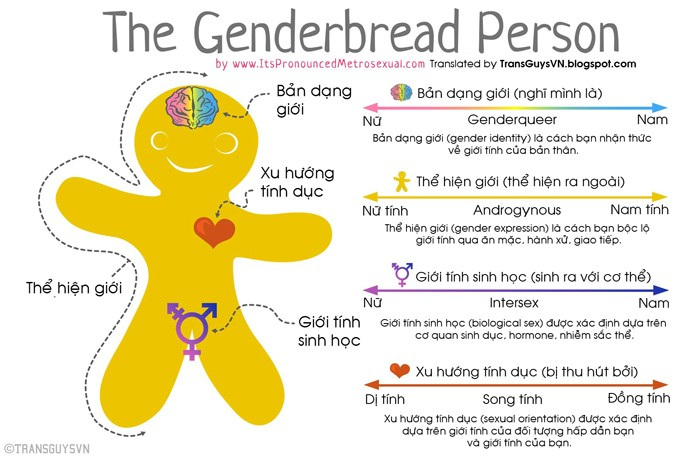 The Genderbread Person
by www.ItsPronouncedMetrosexual.com Translated by TransGuysVN.blogspot.com
Bản dạng
giới
Xu hướng
tính dục
Thể hiện giới
Giới tính
sinh học
Bản dạng giới (nghĩ mình là)
Nữ Genderqueer Nam
Bản dạng giới (gender identity) là cách bạn nhận thức
về giới tính của bản thân.
Thể hiện giới (thể hiện ra ngoài)
Nữ tính Androgynous Nam tính
Thể hiện giới (gender expression) là cách bạn bộc lộ
giới tính qua ăn mặc, hành xử, giao tiếp.
Giới tính sinh học (sinh ra với cơ thể)
Nữ Intersex Nam
Giới tính sinh học (biological sex) được xác định dựa trên
cơ quan sinh dục, hormone, nhiễm sắc thể.
Xu hướng tính dục (bị thu hút bởi)
Dị tính Song tính Đồng tính
Xu hướng tính dục (sexual orientation) được xác định
dựa trên giới tính của đối tượng hấp dẫn bạn
và giới tính của bạn.
©TRANSGUYSVN